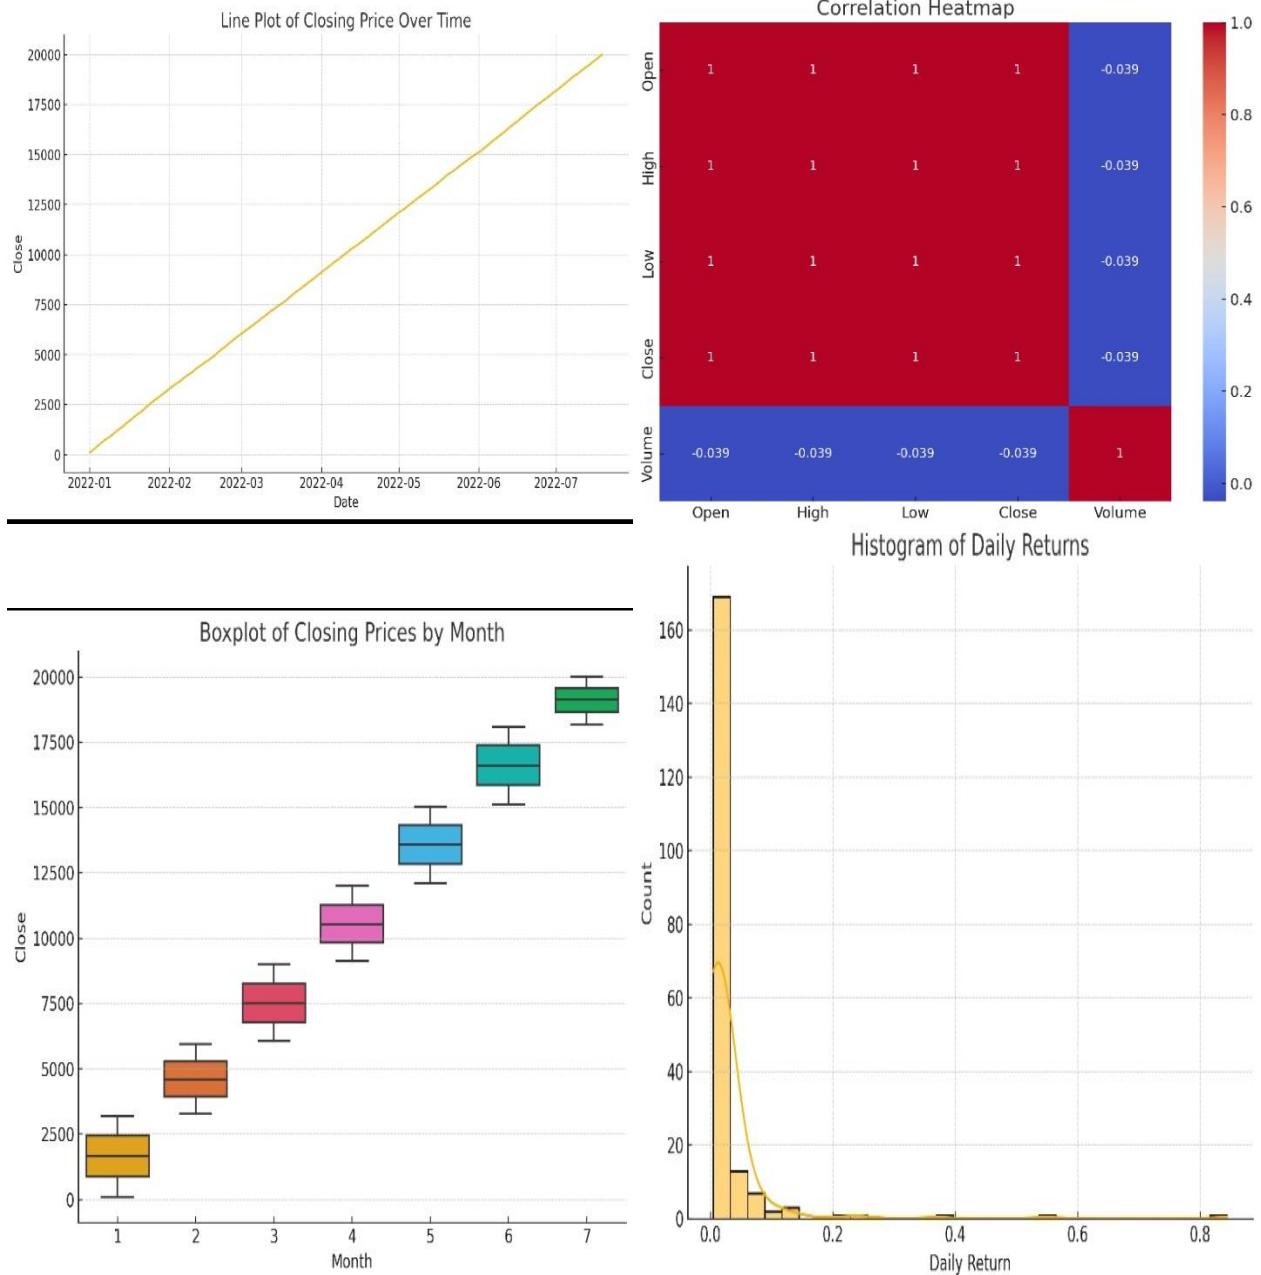 Line Plot of Closing Price Over Time
20000
17500
15000
12500
10000
7500
5000
2500
0
Close
2022-01 2022-02 2022-03 2022-04 2022-05 2022-06 2022-07
Date
Correlation Heatmap
Open 1 1 1 1 -0.039
High 1 1 1 1 -0.039
Low 1 1 1 1 -0.039
Close 1 1 1 1 -0.039
Volume -0.039 -0.039 -0.039 -0.039 1
Open High Low Close Volume
1.0
0.8
0.6
0.4
0.2
0.0
Boxplot of Closing Prices by Month
20000
17500
15000
12500
10000
7500
5000
2500
0
Close
1 2 3 4 5 6 7
Month
Histogram of Daily Returns
160
140
120
100
80
60
40
20
0
Count
0.0 0.2 0.4 0.6 0.8
Daily Return